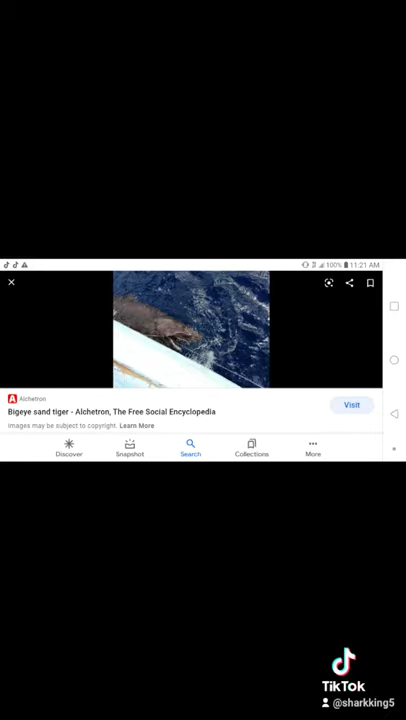 100% 11:21 AM
A Alchetron
Bigeye sand tiger - Alchetron, The Free Social Encyclopedia
Visit
Images may be subject to copyright. Learn More
Discover Snapshot Search Collections More
TikTok
@sharkking5